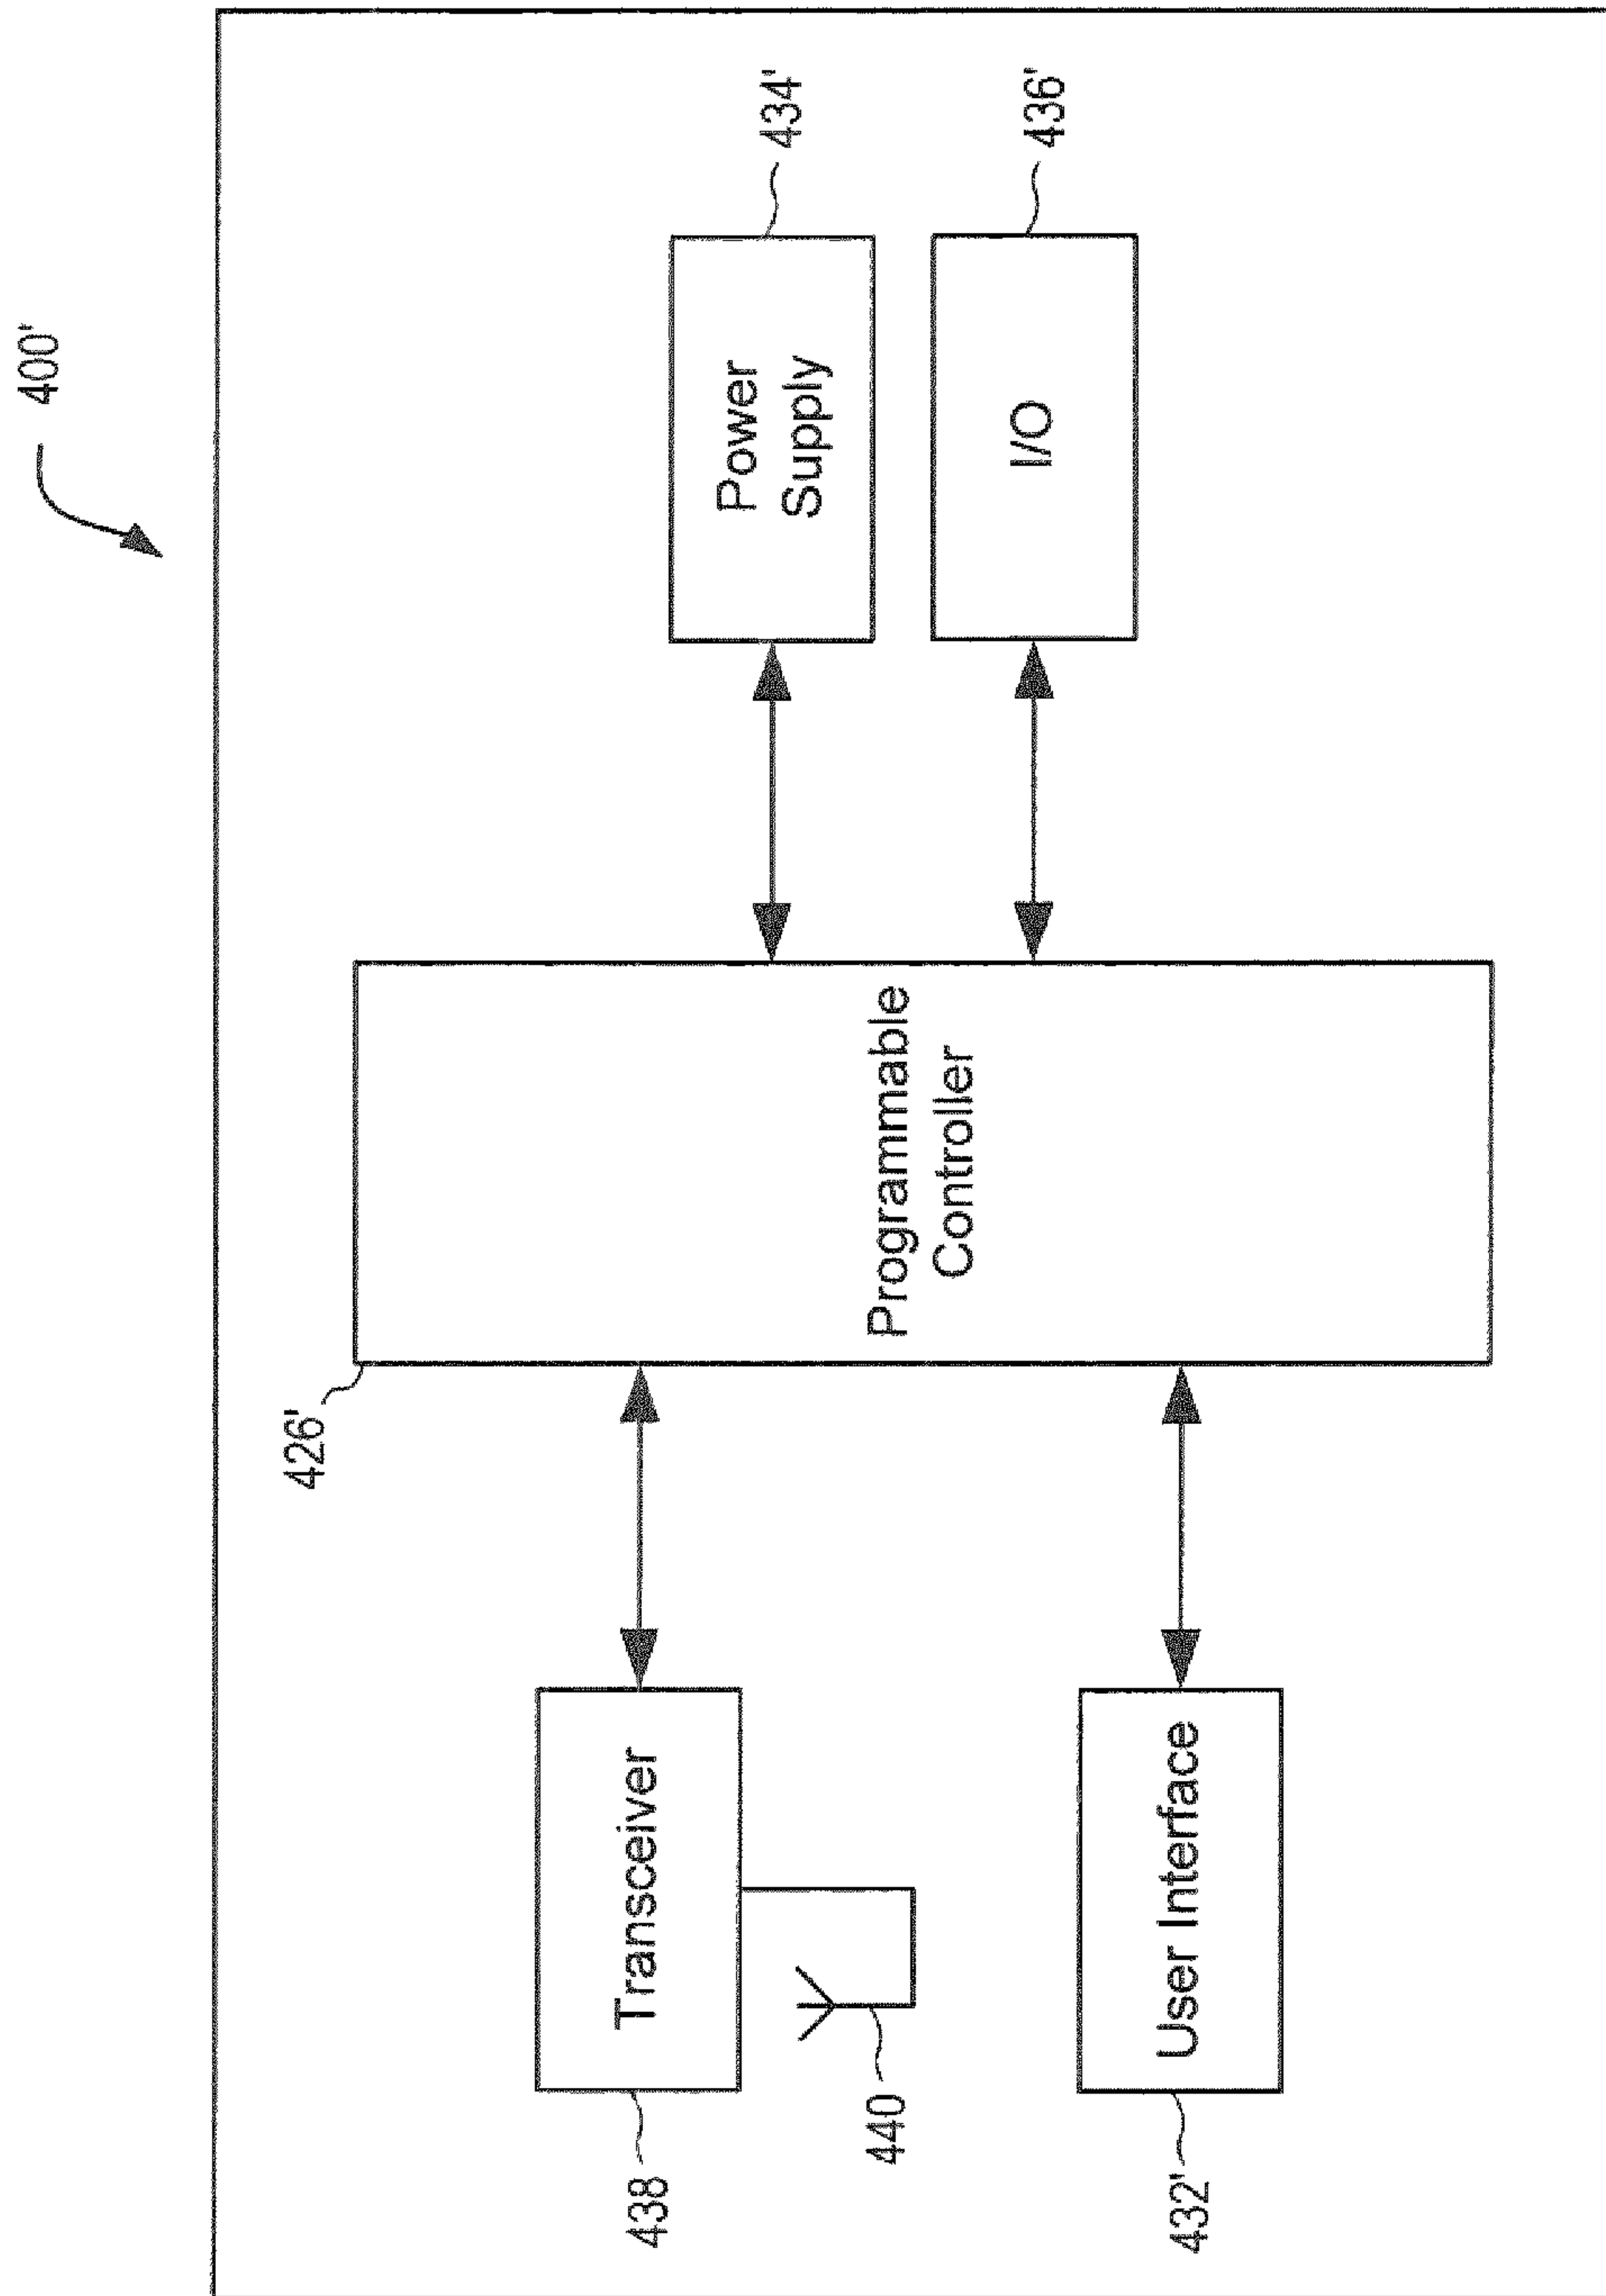 400'
426'
438
Transceiver
440
432'
User Interface
Programmable
Controller
Power
Supply
434'
I/O
436'